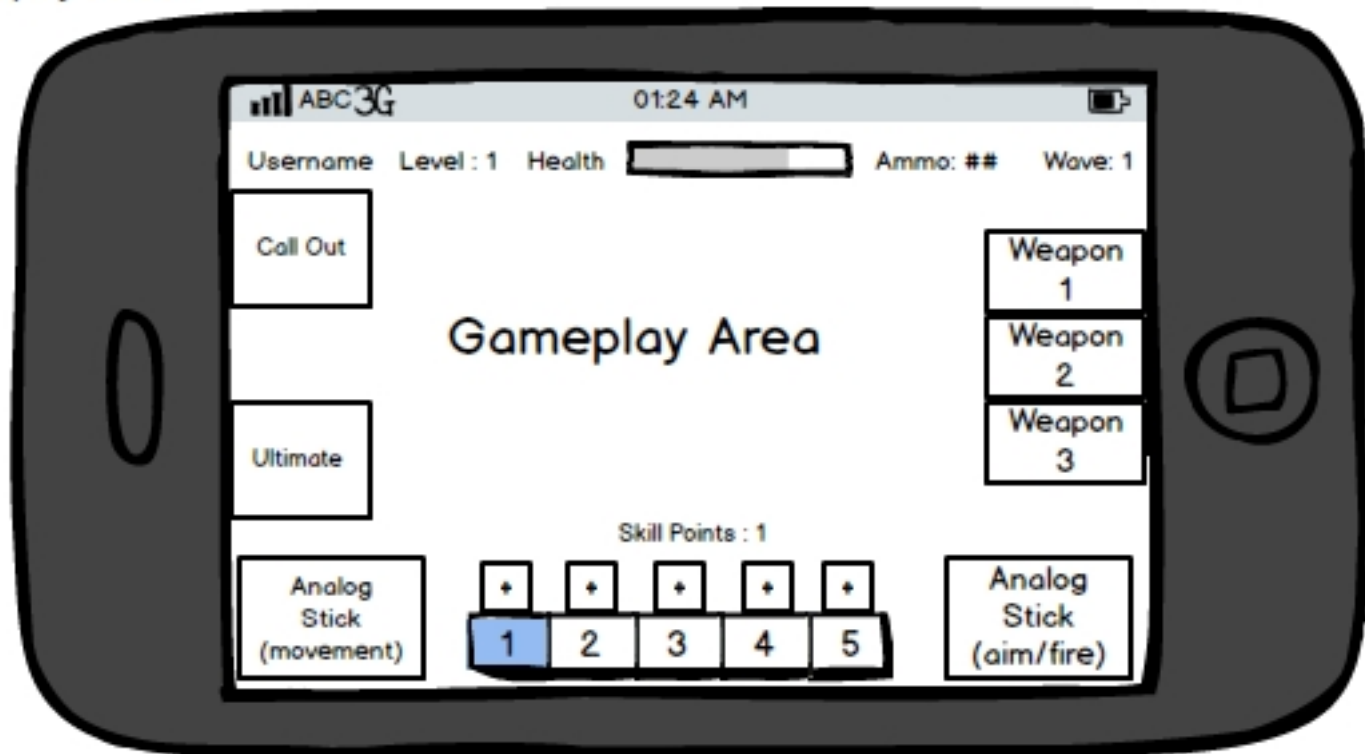 ABC 3G 01:24 AM
Username Level : 1 Health Ammo: ## Wave: 1
Call Out
Weapon
1
Gameplay Area
Weapon
2
Weapon
3
Ultimate
Skill Points : 1
+ + + + +
Analog
Stick
(movement)
1 2 3 4 5
Analog
Stick
(aim/fire)